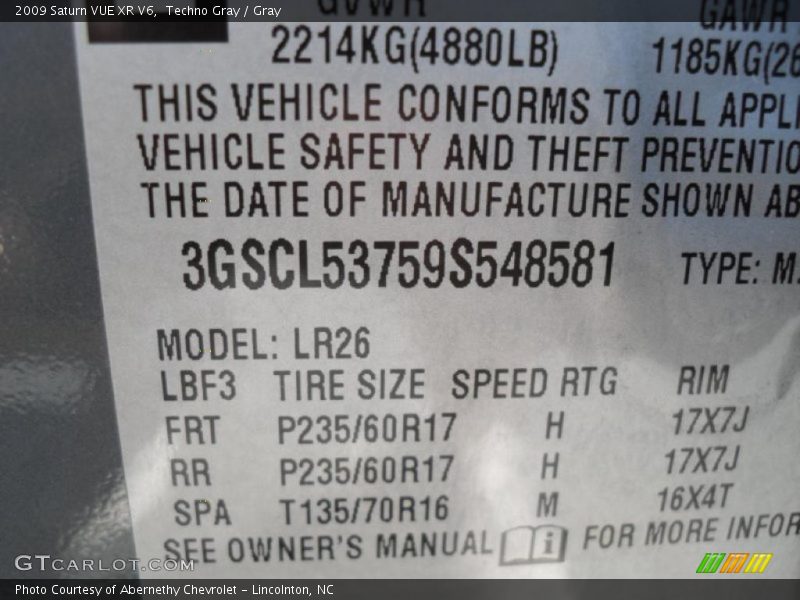 2009 Saturn VUE XR V6, Techno Gray / Gray
GVWR GAWR
2214KG(4880LB) 1185KG(26
THIS VEHICLE CONFORMS TO ALL APPLI
VEHICLE SAFETY AND THEFT PREVENTIO
THE DATE OF MANUFACTURE SHOWN AB
3GSCL53759S548581 TYPE: M.
MODEL: LR26
LBF3 TIRE SIZE SPEED RTG RIM
FRT P235/60R17 H 17X7J
RR P235/60R17 H 17X7J
SPA T135/70R16 M 16X4T
SEE OWNER'S MANUAL i FOR MORE INFOR
GTCARLOT.COM
Photo Courtesy of Abernethy Chevrolet – Lincolnton, NC